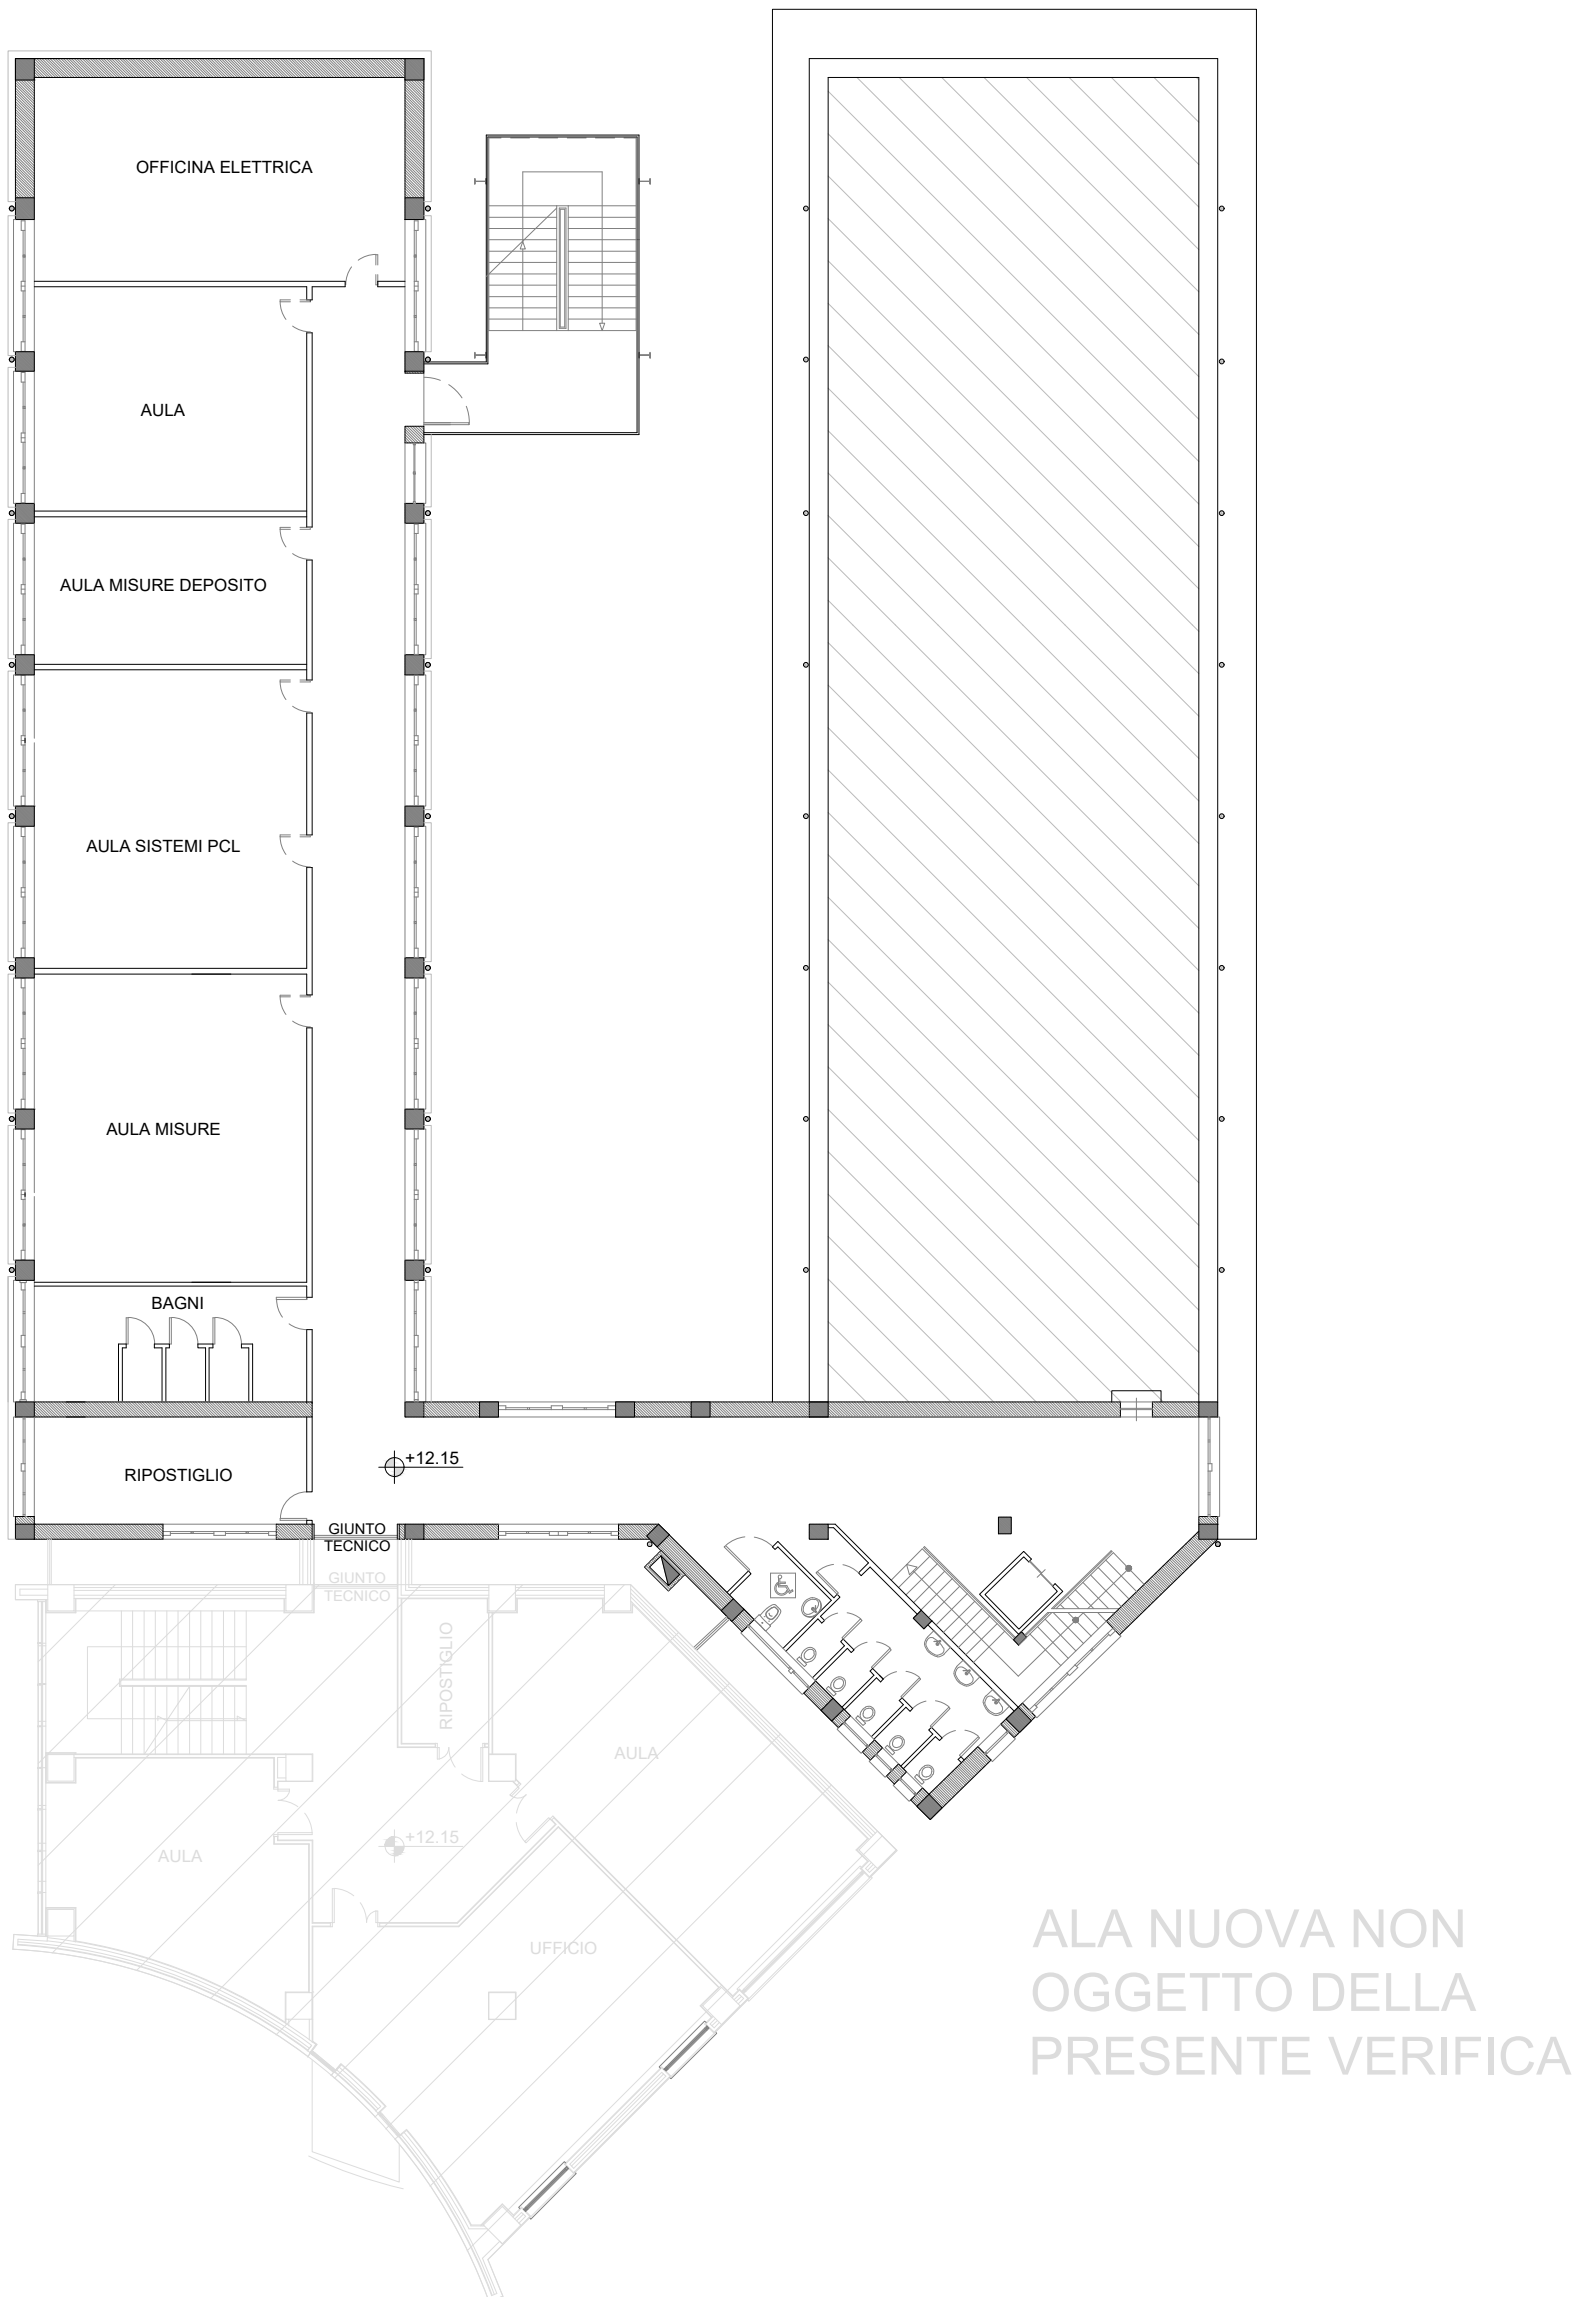 OFFICINA ELETTRICA
AULA
AULA MISURE DEPOSITO
AULA SISTEMI PCL
AULA MISURE
BAGNI
RIPOSTIGLIO
+12.15
GIUNTO
TECNICO
GIUNTO
TECNICO
RIPOSTIGLIO
AULA
+12.15
AULA
UFFICIO
ALA NUOVA NON
OGGETTO DELLA
PRESENTE VERIFICA